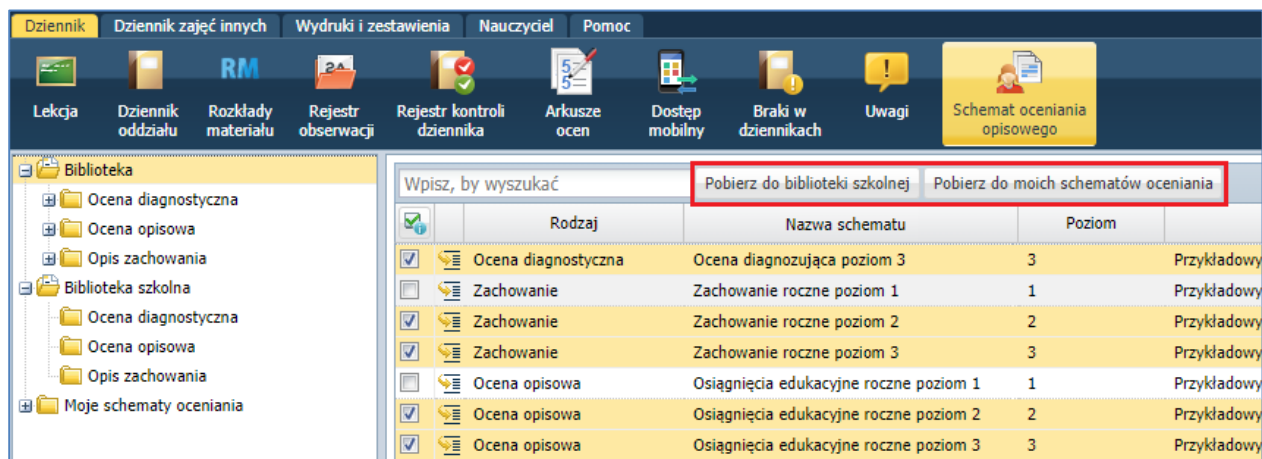 Dziennik Dziennik zajęć innych Wydruki i zestawienia Nauczyciel Pomoc
RM
Lekcja Dziennik oddziału Rozkłady materiału Rejestr obserwacji Rejestr kontroli dziennika Arkusze ocen Dostęp mobilny Braki w dziennikach Uwagi Schemat oceniania opisowego
Biblioteka
Ocena diagnostyczna
Ocena opisowa
Opis zachowania
Biblioteka szkolna
Ocena diagnostyczna
Ocena opisowa
Opis zachowania
Moje schematy oceniania
Wpisz, by wyszukać Pobierz do biblioteki szkolnej Pobierz do moich schematów oceniania
Rodzaj Nazwa schematu Poziom
Ocena diagnostyczna Ocena diagnozująca poziom 3 3 Przykładowy
Zachowanie Zachowanie roczne poziom 1 1 Przykładowy
Zachowanie Zachowanie roczne poziom 2 2 Przykładowy
Zachowanie Zachowanie roczne poziom 3 3 Przykładowy
Ocena opisowa Osiągnięcia edukacyjne roczne poziom 1 1 Przykładowy
Ocena opisowa Osiągnięcia edukacyjne roczne poziom 2 2 Przykładowy
Ocena opisowa Osiągnięcia edukacyjne roczne poziom 3 3 Przykładowy